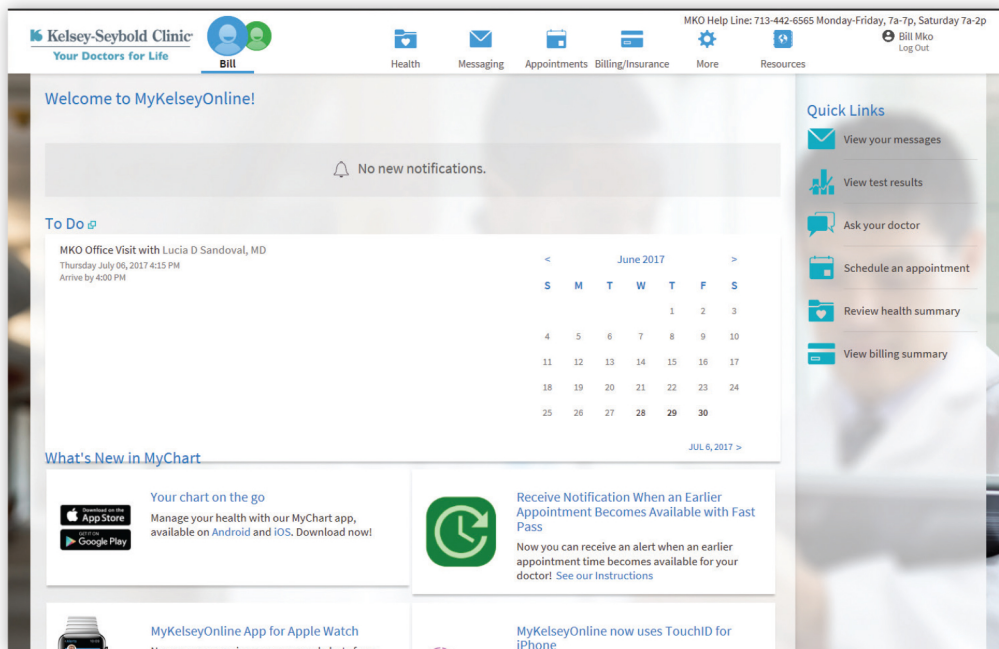 MKO Help Line: 713-442-6565 Monday-Friday, 7a-7p, Saturday 7a-2p
Kelsey-Seybold Clinic
Your Doctors for Life
Bill
Health
Messaging
Appointments
Billing/Insurance
More
Resources
Bill Mko
Log Out
Welcome to MyKelseyOnline!
No new notifications.
To Do
MKO Office Visit with Lucia D Sandoval, MD
Thursday July 06, 2017 4:15 PM
Arrive by 4:00 PM
< June 2017 >
S M T W T F S
1 2 3
4 5 6 7 8 9 10
11 12 13 14 15 16 17
18 19 20 21 22 23 24
25 26 27 28 29 30
JUL 6, 2017 >
Quick Links
View your messages
View test results
Ask your doctor
Schedule an appointment
Review health summary
View billing summary
What's New in MyChart
Download on the
App Store
GET IT ON
Google Play
Your chart on the go
Manage your health with our MyChart app,
available on Android and iOS. Download now!
Receive Notification When an Earlier
Appointment Becomes Available with Fast
Pass
Now you can receive an alert when an earlier
appointment time becomes available for your
doctor! See our Instructions
MyKelseyOnline App for Apple Watch
MyKelseyOnline now uses TouchID for
iPhone